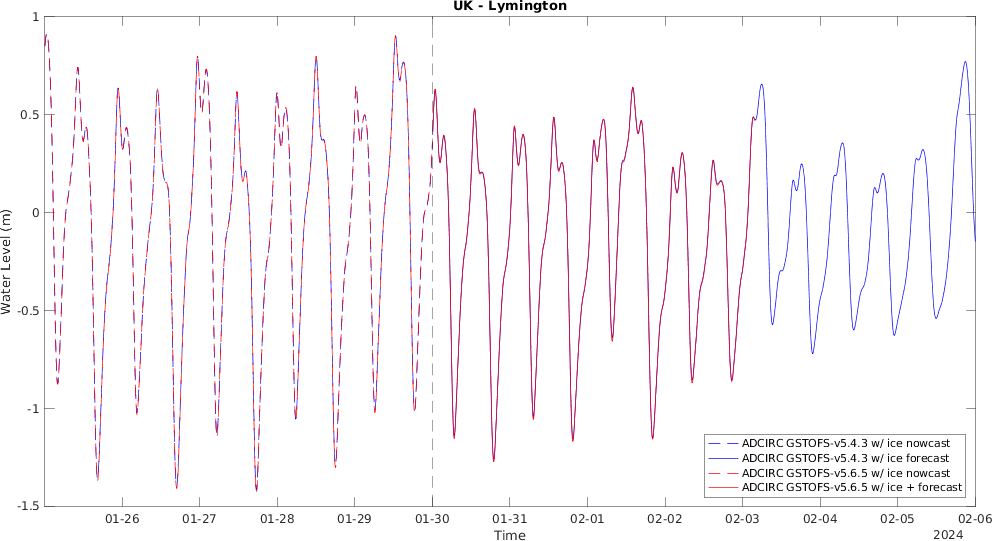 UK - Lymington
1
0.5
0
-0.5
-1
-1.5
Water Level (m)
ADCIRC GSTOFS-v5.4.3 w/ ice nowcast
ADCIRC GSTOFS-v5.4.3 w/ ice forecast
ADCIRC GSTOFS-v5.6.5 w/ ice nowcast
ADCIRC GSTOFS-v5.6.5 w/ ice + forecast
01-26 01-27 01-28 01-29 01-30 01-31 02-01 02-02 02-03 02-04 02-05 02-06
Time
2024